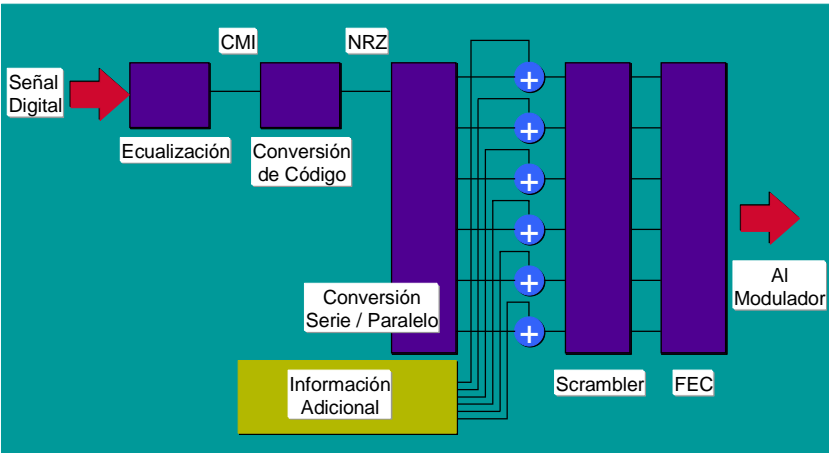 CMI
NRZ
Señal
Digital
Ecualización
Conversión
de Código
Conversión
Serie / Paralelo
+
+
+
+
+
+
Al
Modulador
Información
Adicional
Scrambler
FEC